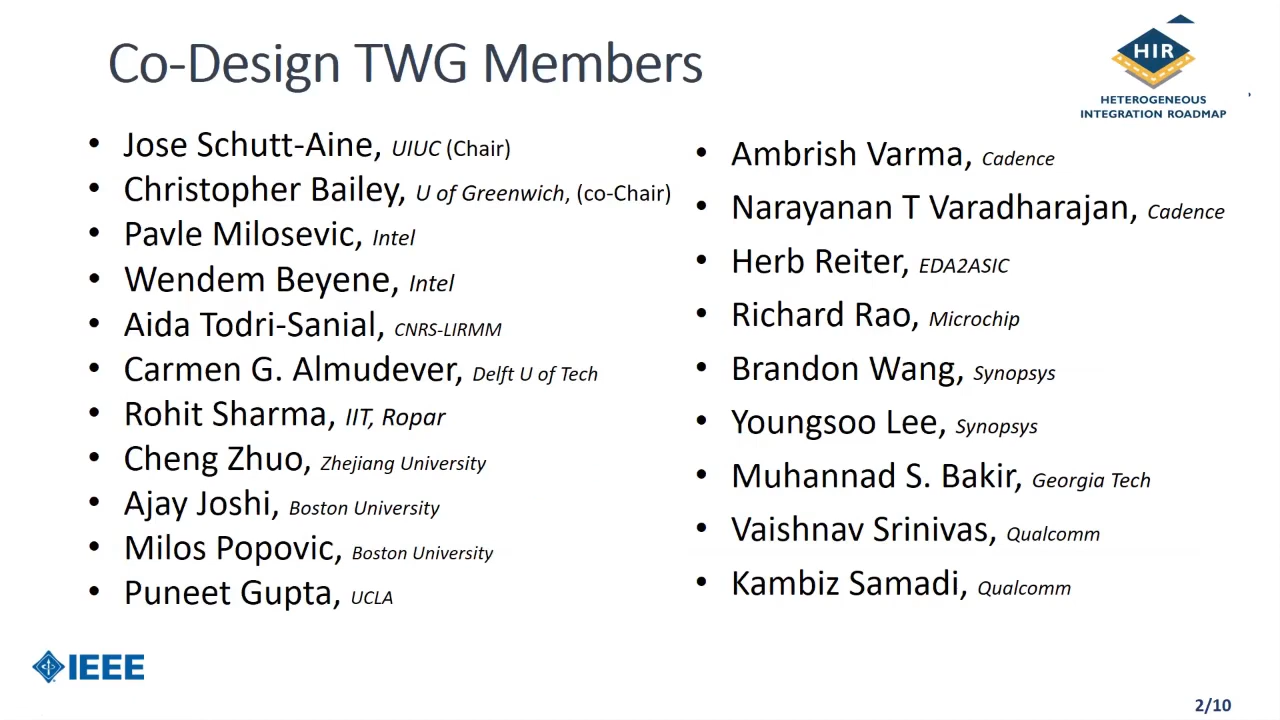 Co-Design TWG Members
HIR
HETEROGENEOUS
INTEGRATION ROADMAP
• Jose Schutt-Aine, UIUC (Chair)
• Christopher Bailey, U of Greenwich, (co-Chair)
• Pavle Milosevic, Intel
• Wendem Beyene, Intel
• Aida Todri-Sanial, CNRS-LIRMM
• Carmen G. Almudever, Delft U of Tech
• Rohit Sharma, IIT, Ropar
• Cheng Zhuo, Zhejiang University
• Ajay Joshi, Boston University
• Milos Popovic, Boston University
• Puneet Gupta, UCLA
• Ambrish Varma, Cadence
• Narayanan T Varadharajan, Cadence
• Herb Reiter, EDA2ASIC
• Richard Rao, Microchip
• Brandon Wang, Synopsys
• Youngsoo Lee, Synopsys
• Muhannad S. Bakir, Georgia Tech
• Vaishnav Srinivas, Qualcomm
• Kambiz Samadi, Qualcomm
IEEE
2/10